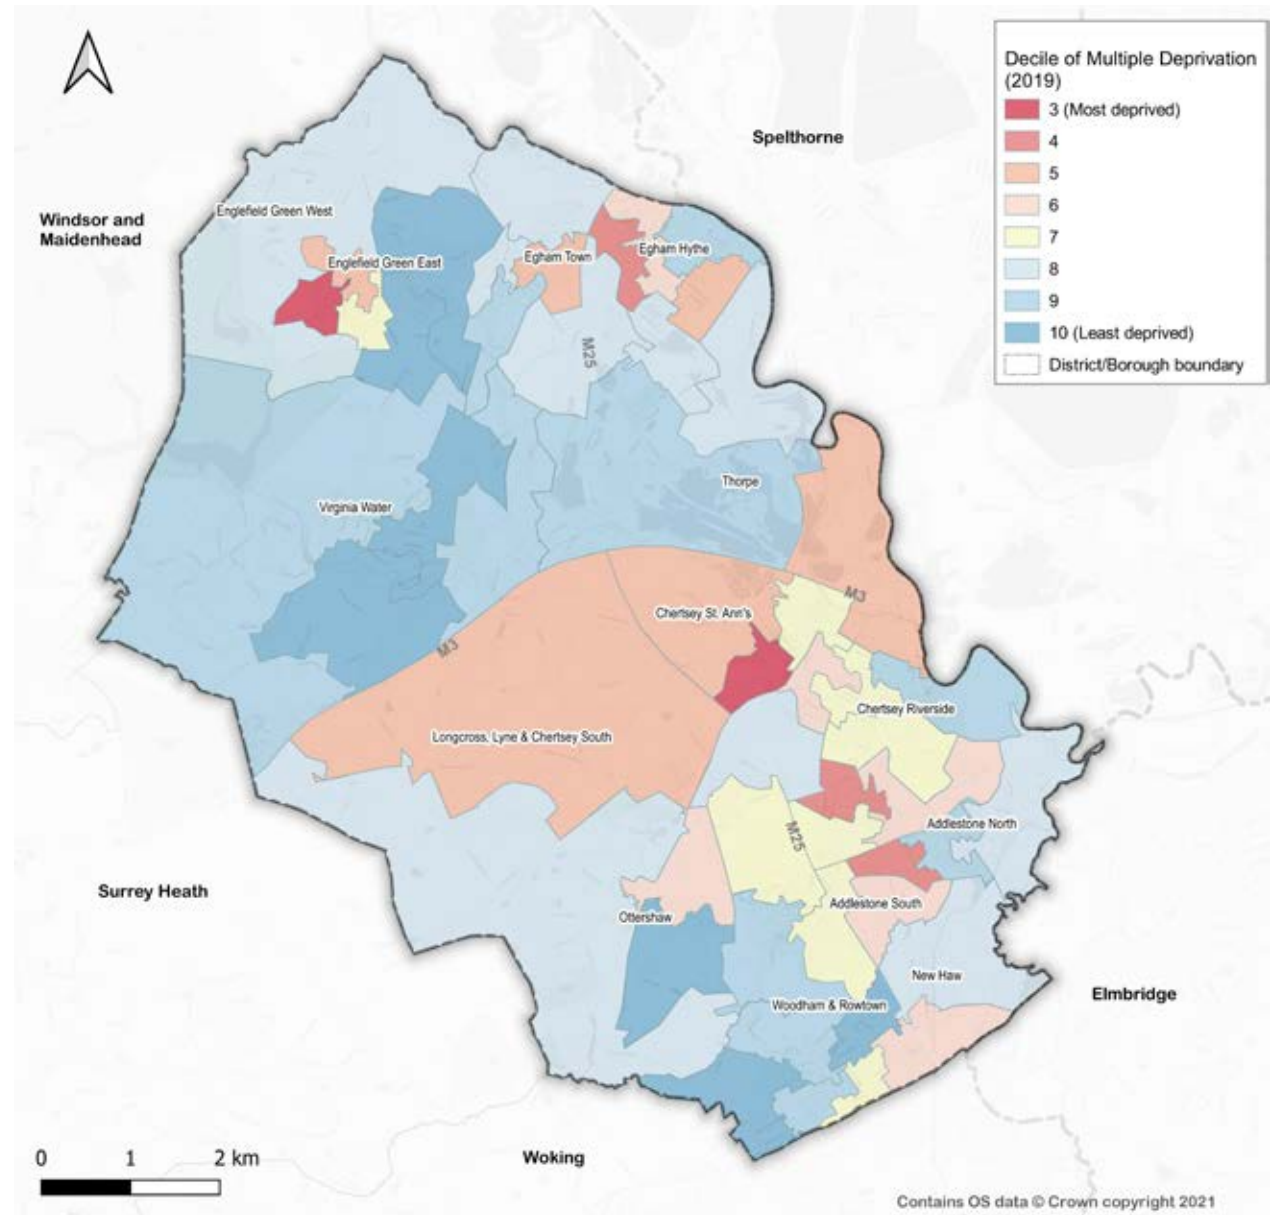 Decile of Multiple Deprivation
(2019)
3 (Most deprived)
4
5
6
7
8
9
10 (Least deprived)
District/Borough boundary
Spelthorne
Windsor and
Maidenhead
Englefield Green West
Englefield Green East
Egham Town
Egham Hythe
M25
Thorpe
Virginia Water
M3
Chertsey St. Ann's
M3
Chertsey Riverside
Longcross, Lyne & Chertsey South
Addlestone North
M25
Surrey Heath
Addlestone South
Ottershaw
New Haw
Elmbridge
Woodham & Rowtown
Woking
0 1 2 km
Contains OS data © Crown copyright 2021